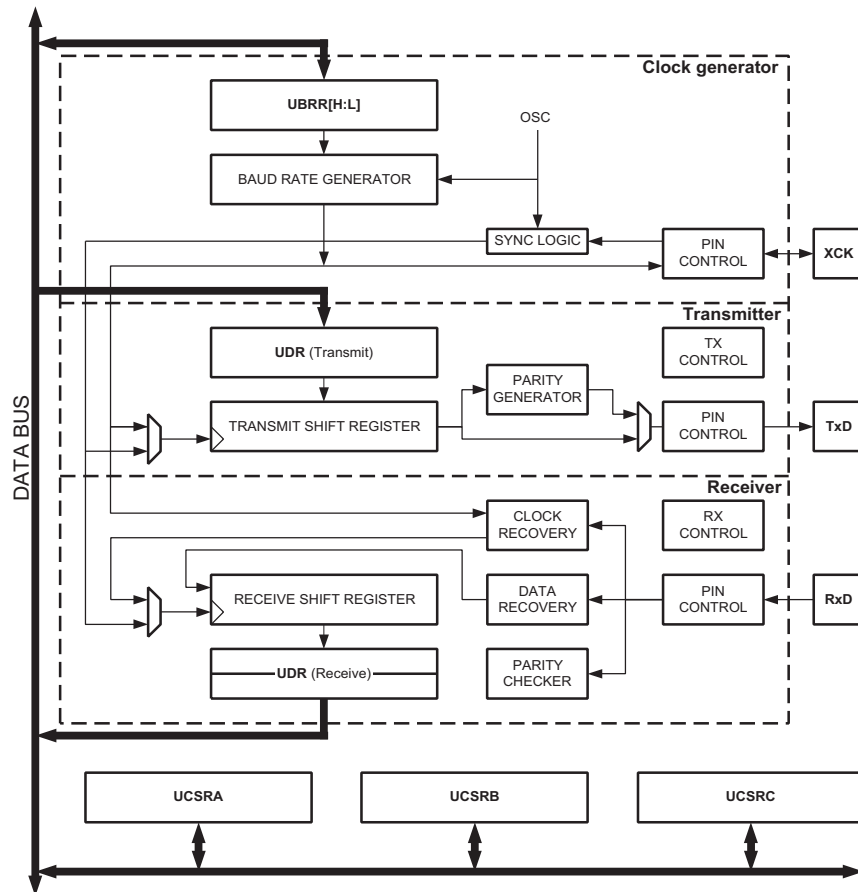 Clock generator
UBRR[H:L]
OSC
BAUD RATE GENERATOR
SYNC LOGIC
PIN
CONTROL
XCK
Transmitter
UDR (Transmit)
TX
CONTROL
PARITY
GENERATOR
TRANSMIT SHIFT REGISTER
PIN
CONTROL
TxD
DATA BUS
Receiver
CLOCK
RECOVERY
RX
CONTROL
RECEIVE SHIFT REGISTER
DATA
RECOVERY
PIN
CONTROL
RxD
UDR (Receive)
PARITY
CHECKER
UCSRA
UCSRB
UCSRC